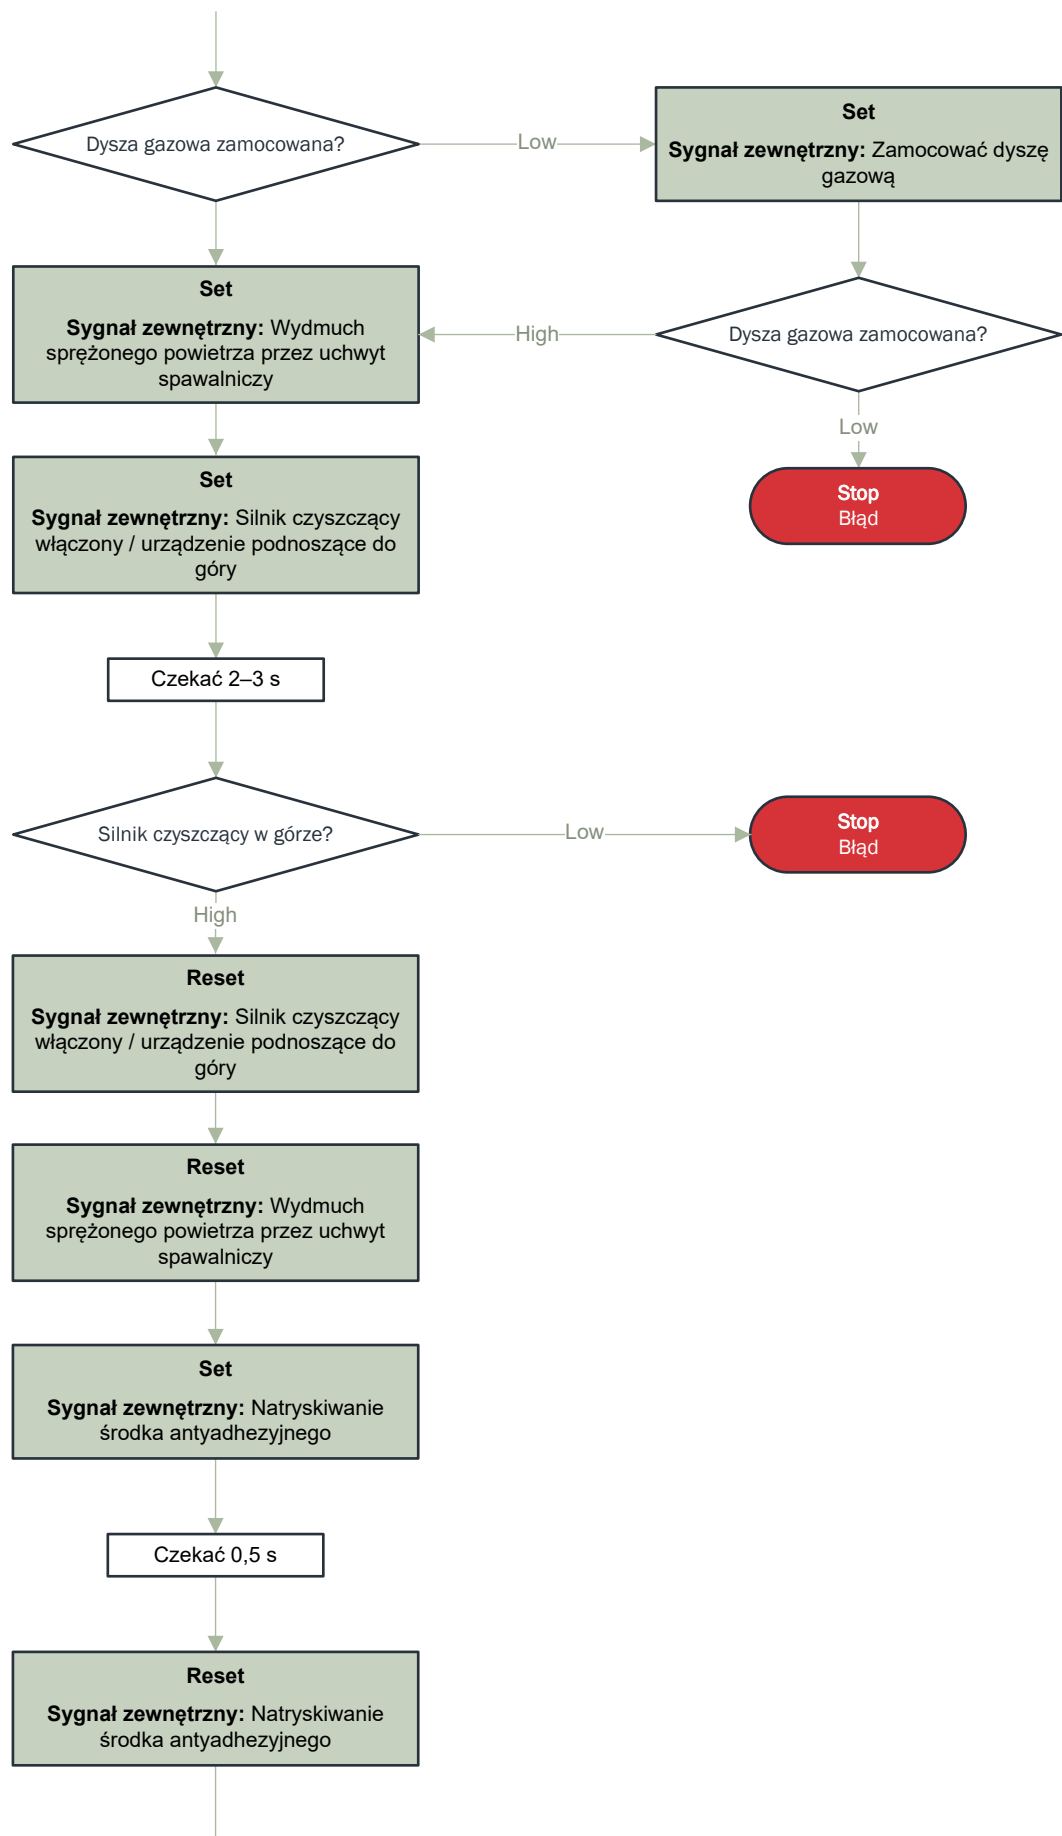 Dysza gazowa zamocowana?
Low
Set
Sygnał zewnętrzny: Zamocować dyszę
gazową
Set
Sygnał zewnętrzny: Wydmuch
sprężonego powietrza przez uchwyt
spawalniczy
High
Dysza gazowa zamocowana?
Low
Stop
Błąd
Set
Sygnał zewnętrzny: Silnik czyszczący
włączony / urządzenie podnoszące do
góry
Czekać 2–3 s
Silnik czyszczący w górze?
Low
Stop
Błąd
High
Reset
Sygnał zewnętrzny: Silnik czyszczący
włączony / urządzenie podnoszące do
góry
Reset
Sygnał zewnętrzny: Wydmuch
sprężonego powietrza przez uchwyt
spawalniczy
Set
Sygnał zewnętrzny: Natryskiwanie
środka antyadhezyjnego
Czekać 0,5 s
Reset
Sygnał zewnętrzny: Natryskiwanie
środka antyadhezyjnego